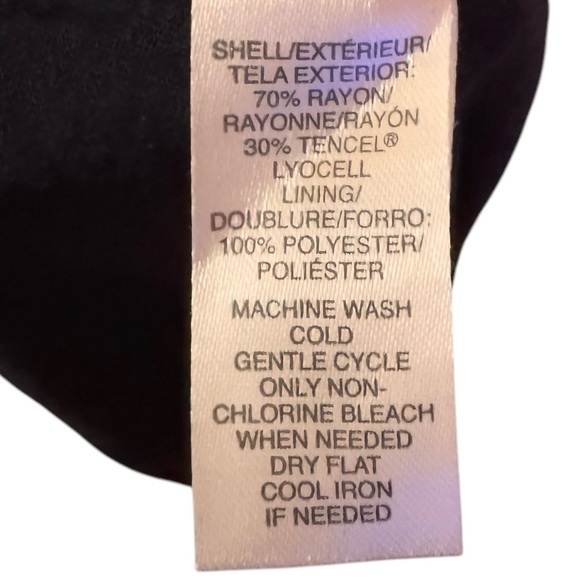 SHELL/EXTÉRIEUR/
TELA EXTERIOR:
70% RAYON/
RAYONNE/RAYÓN
30% TENCEL®
LYOCELL
LINING/
DOUBLURE/FORRO:
100% POLYESTER/
POLIÉSTER
MACHINE WASH
COLD
GENTLE CYCLE
ONLY NON-
CHLORINE BLEACH
WHEN NEEDED
DRY FLAT
COOL IRON
IF NEEDED